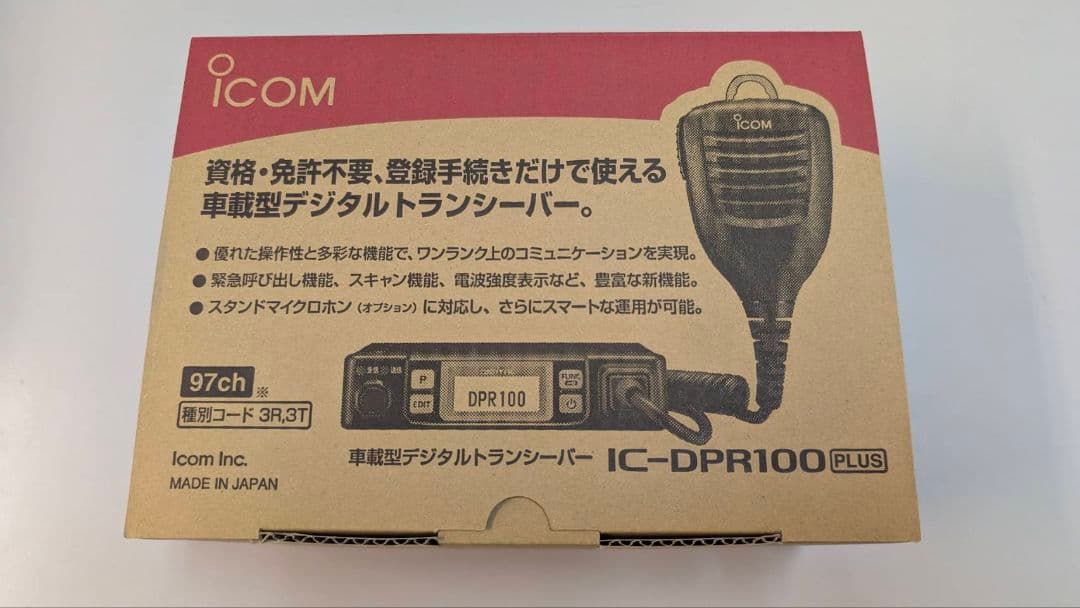 iCOM
iCOM
資格・免許不要、登録手続きだけで使える
車載型デジタルトランシーバー。
● 優れた操作性と多彩な機能で、ワンランク上のコミュニケーションを実現。
● 緊急呼び出し機能、スキャン機能、電波強度表示など、豊富な新機能。
● スタンドマイクロホン（オプション）に対応し、さらにスマートな運用が可能。
97ch ※
種別コード 3R,3T
Icom Inc.
MADE IN JAPAN
P
EDIT
DPR100
FUNC
車載型デジタルトランシーバー IC-DPR100 PLUS